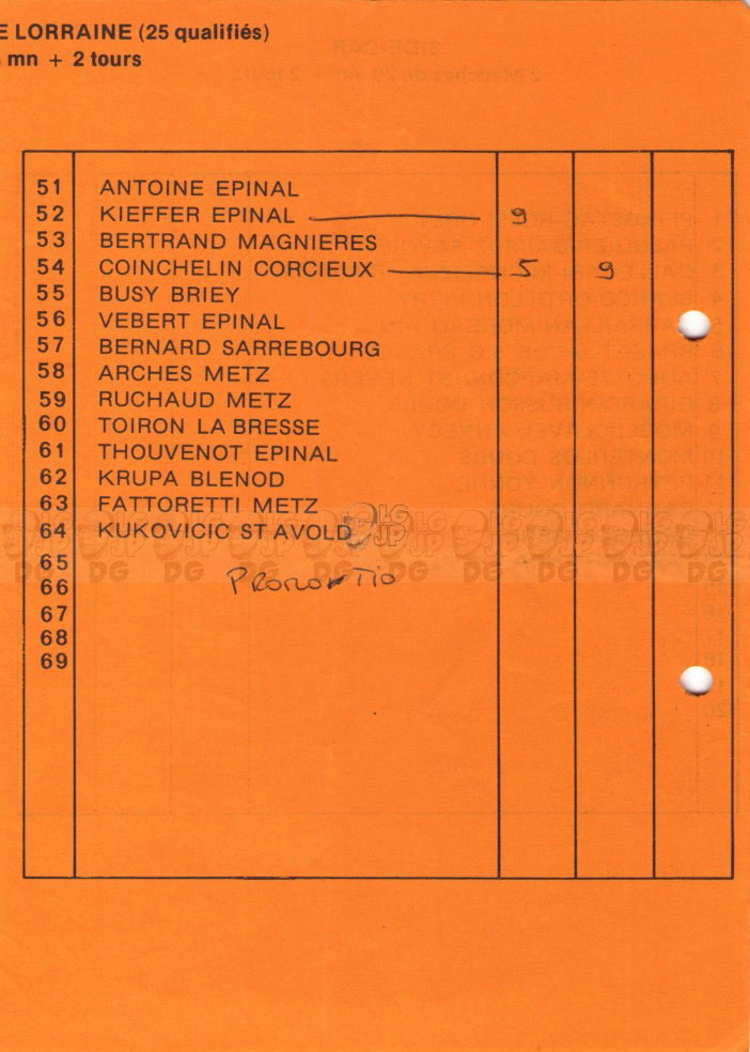 E LORRAINE (25 qualifiés)
mn + 2 tours
51 ANTOINE EPINAL
52 KIEFFER EPINAL 9
53 BERTRAND MAGNIERES
54 COINCHELIN CORCIEUX 5 9
55 BUSY BRIEY
56 VEBERT EPINAL
57 BERNARD SARREBOURG
58 ARCHES METZ
59 RUCHAUD METZ
60 TOIRON LA BRESSE
61 THOUVENOT EPINAL
62 KRUPA BLENOD
63 FATTORETTI METZ
64 KUKOVICIC ST AVOLD
65
66
67
68
69